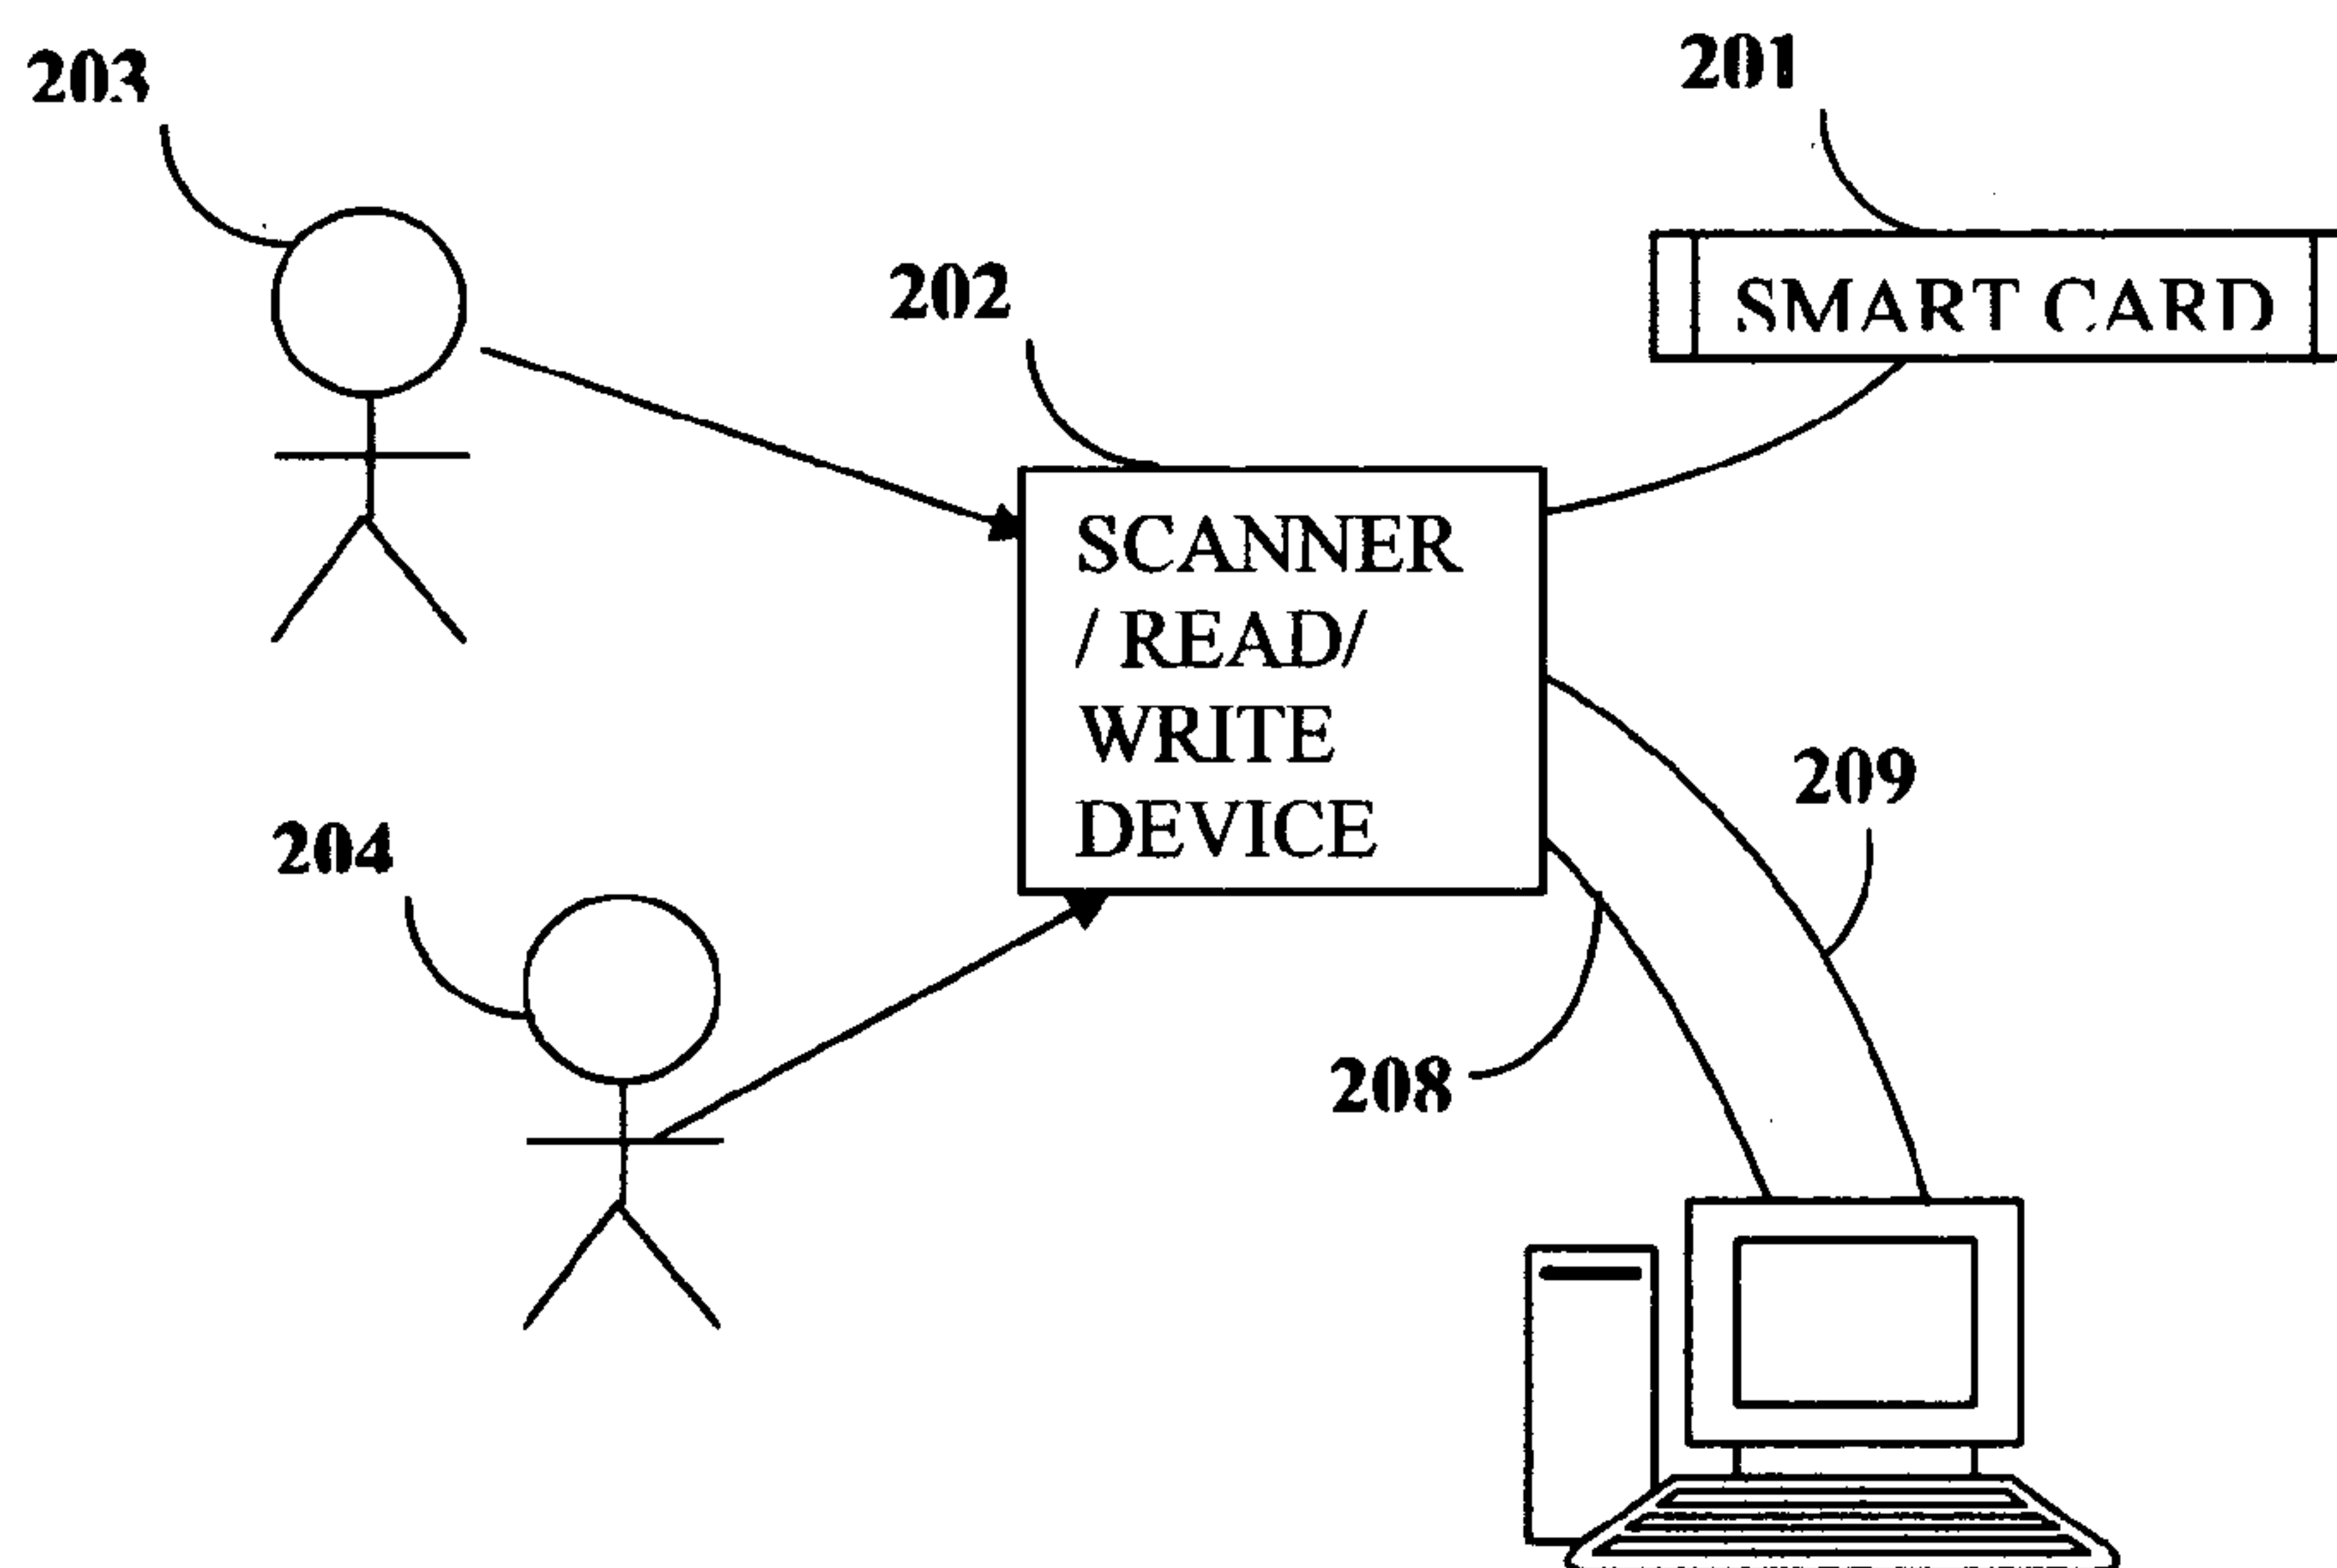 203
201
202
SMART CARD
SCANNER
/ READ/
WRITE
DEVICE
209
204
208